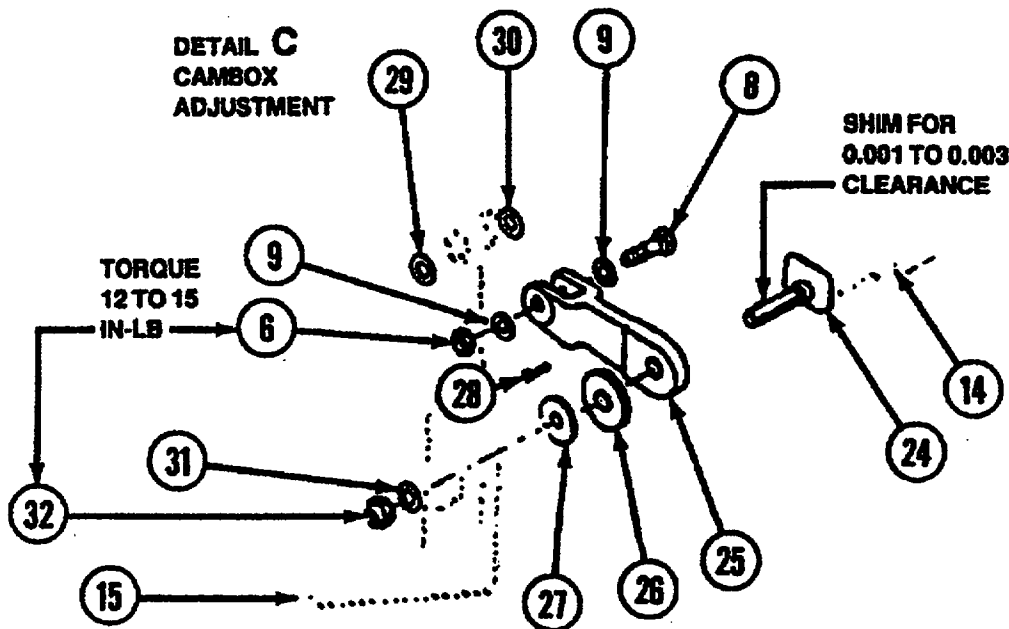 DETAIL C
CAMBOX
ADJUSTMENT
29
30
9
8
SHIM FOR
0.001 TO 0.003
CLEARANCE
9
TORQUE
12 TO 15
IN-LB
6
28
14
24
31
32
25
26
27
15